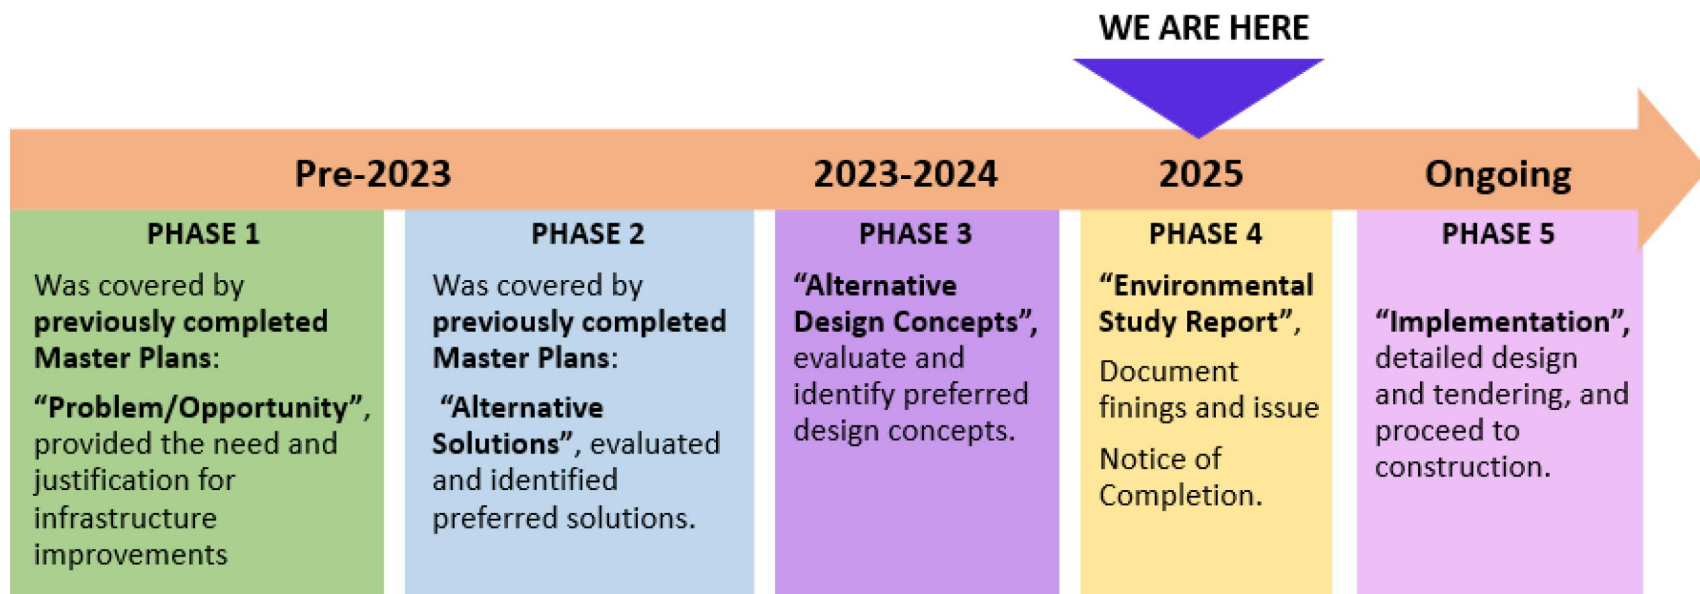 WE ARE HERE
Pre-2023
2023-2024
2025
Ongoing
PHASE 1
Was covered by
previously completed
Master Plans:
“Problem/Opportunity”,
provided the need and
justification for
infrastructure
improvements
PHASE 2
Was covered by
previously completed
Master Plans:
“Alternative
Solutions”, evaluated
and identified
preferred solutions.
PHASE 3
“Alternative
Design Concepts”,
evaluate and
identify preferred
design concepts.
PHASE 4
“Environmental
Study Report”,
Document
finings and issue
Notice of
Completion.
PHASE 5
“Implementation”,
detailed design
and tendering, and
proceed to
construction.